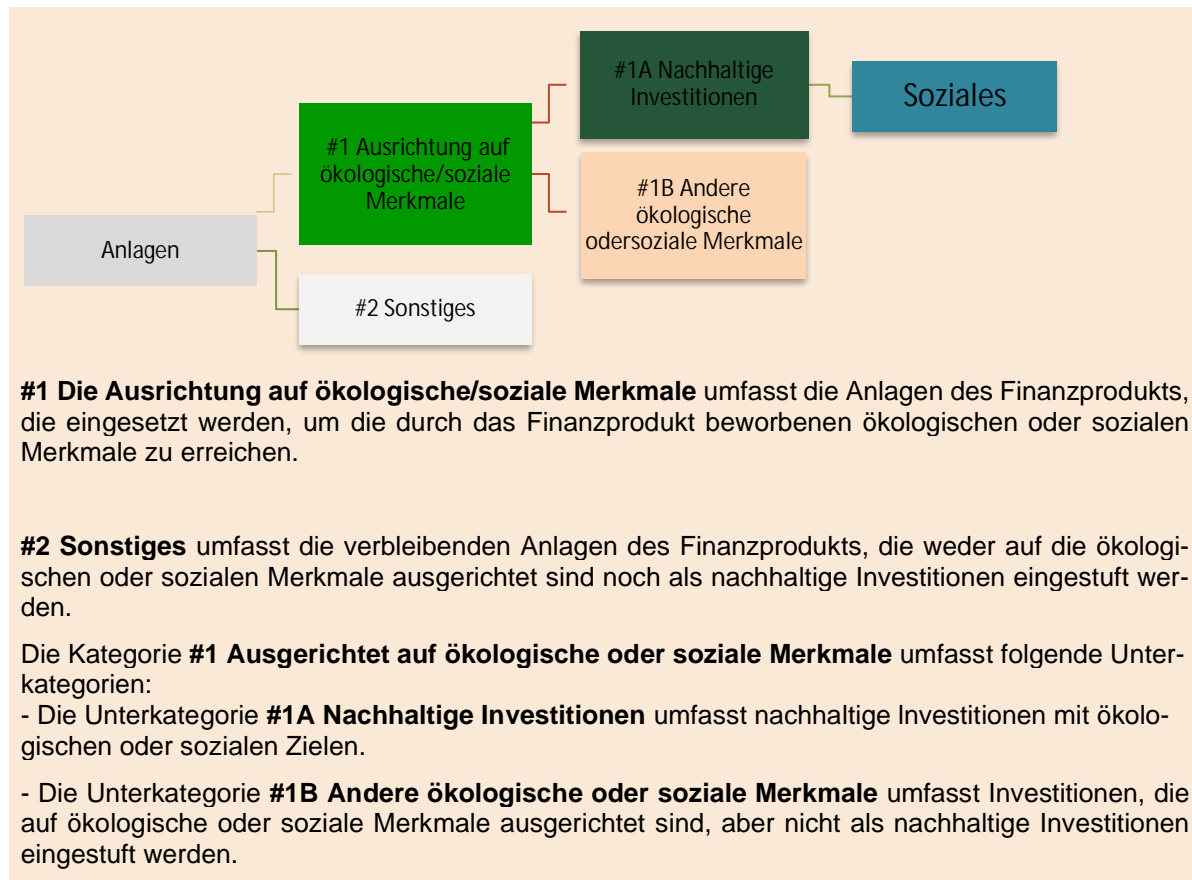 #1A Nachhaltige
Investitionen
Soziales
#1 Ausrichtung auf
ökologische/soziale
Merkmale
#1B Andere
ökologische
odersoziale Merkmale
Anlagen
#2 Sonstiges
#1 Die Ausrichtung auf ökologische/soziale Merkmale umfasst die Anlagen des Finanzprodukts,
die eingesetzt werden, um die durch das Finanzprodukt beworbenen ökologischen oder sozialen
Merkmale zu erreichen.
#2 Sonstiges umfasst die verbleibenden Anlagen des Finanzprodukts, die weder auf die ökologi-
schen oder sozialen Merkmale ausgerichtet sind noch als nachhaltige Investitionen eingestuft wer-
den.
Die Kategorie #1 Ausgerichtet auf ökologische oder soziale Merkmale umfasst folgende Unter-
kategorien:
- Die Unterkategorie #1A Nachhaltige Investitionen umfasst nachhaltige Investitionen mit ökolo-
gischen oder sozialen Zielen.
- Die Unterkategorie #1B Andere ökologische oder soziale Merkmale umfasst Investitionen, die
auf ökologische oder soziale Merkmale ausgerichtet sind, aber nicht als nachhaltige Investitionen
eingestuft werden.